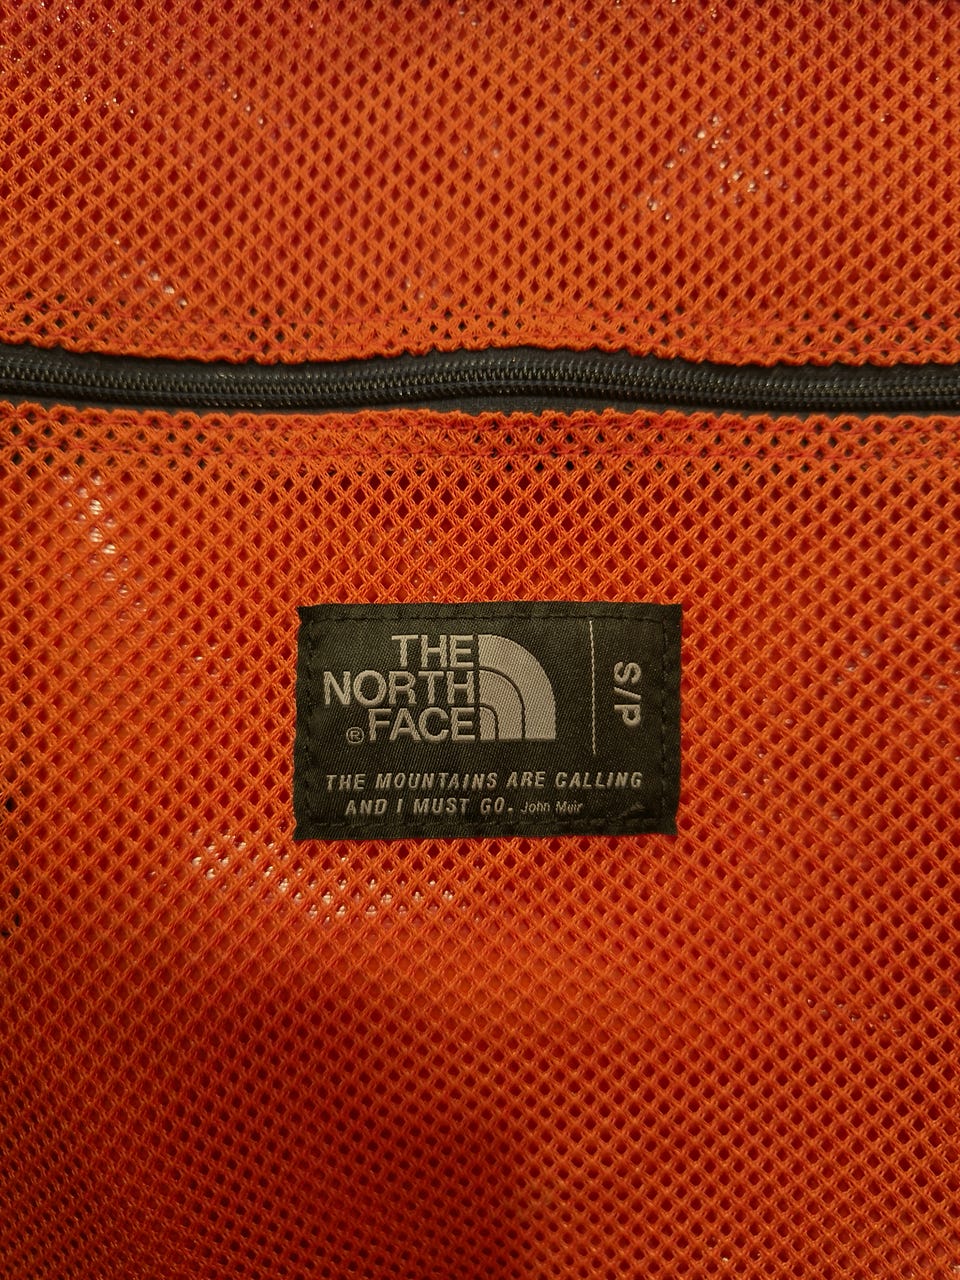 THE
NORTH
FACE®
S/P
THE MOUNTAINS ARE CALLING
AND I MUST GO. John Muir